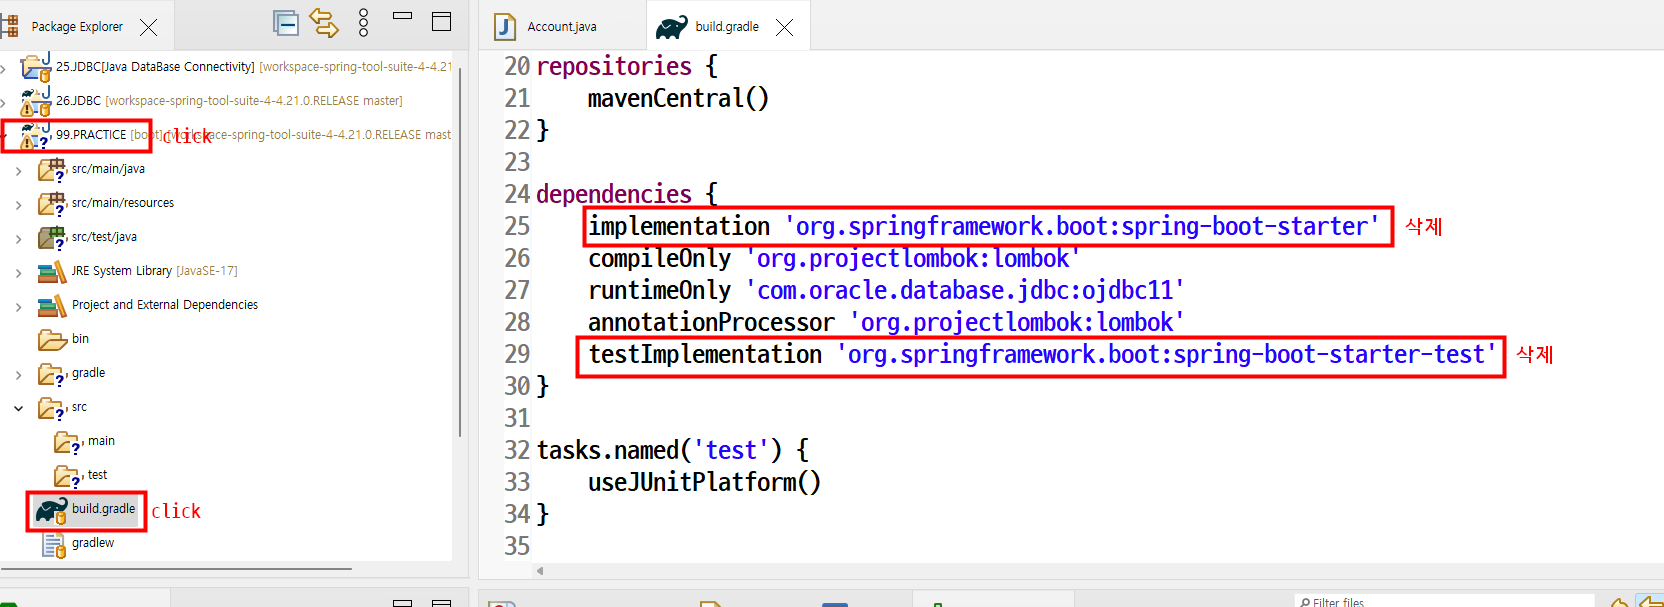 Package Explorer
25.JDBC[Java DataBase Connectivity] [workspace-spring-tool-suite-4-4.21
26.JDBC [workspace-spring-tool-suite-4-4.21.0.RELEASE master]
99.PRACTICE [boot] [workspace-spring-tool-suite-4-4.21.0.RELEASE mast
click
src/main/java
src/main/resources
src/test/java
JRE System Library [JavaSE-17]
Project and External Dependencies
bin
gradle
src
main
test
build.gradle click
gradlew
Account.java build.gradle
20 repositories {
21 mavenCentral()
22 }
23
24 dependencies {
25 implementation 'org.springframework.boot:spring-boot-starter' 삭제
26 compileOnly 'org.projectlombok:lombok'
27 runtimeOnly 'com.oracle.database.jdbc:ojdbc11'
28 annotationProcessor 'org.projectlombok:lombok'
29 testImplementation 'org.springframework.boot:spring-boot-starter-test' 삭제
30 }
31
32 tasks.named('test') {
33 useJUnitPlatform()
34 }
35
Filter files